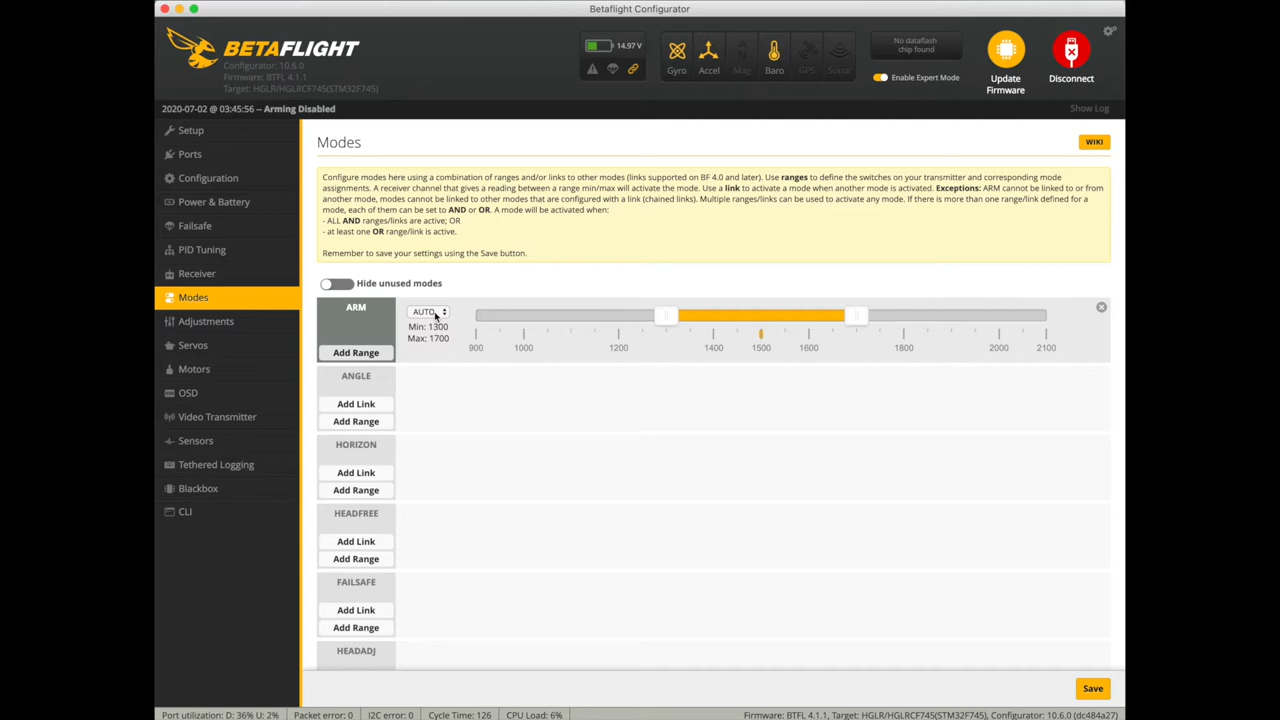 Betaflight Configurator
BETAFLIGHT
Configurator: 10.6.0
Firmware: BTFL 4.1.1
Target: HGLR/HGLRCF745(STM32F745)
14.97 V
Gyro
Accel
Mag
Baro
GPS
Sonar
No dataflash
chip found
Enable Expert Mode
Update
Firmware
Disconnect
2020-07-02 @ 03:45:56 -- Arming Disabled
Show Log
Setup
Ports
Configuration
Power & Battery
Failsafe
PID Tuning
Receiver
Modes
Adjustments
Servos
Motors
OSD
Video Transmitter
Sensors
Tethered Logging
Blackbox
CLI
Modes
WIKI
Configure modes here using a combination of ranges and/or links to other modes (links supported on BF 4.0 and later). Use ranges to define the switches on your transmitter and corresponding mode
assignments. A receiver channel that gives a reading between a range min/max will activate the mode. Use a link to activate a mode when another mode is activated. Exceptions: ARM cannot be linked to or from
another mode, modes cannot be linked to other modes that are configured with a link (chained links). Multiple ranges/links can be used to activate any mode. If there is more than one range/link defined for a
mode, each of them can be set to AND or OR. A mode will be activated when:
- ALL AND ranges/links are active; OR
- at least one OR range/link is active.
Remember to save your settings using the Save button.
Hide unused modes
ARM
AUTO
Min: 1300
Max: 1700
Add Range
900 1000 1200 1400 1500 1600 1800 2000 2100
ANGLE
Add Link
Add Range
HORIZON
Add Link
Add Range
HEADFREE
Add Link
Add Range
FAILSAFE
Add Link
Add Range
HEADADJ
Save
Port utilization: D: 36% U: 2% Packet error: 0 I2C error: 0 Cycle Time: 126 CPU Load: 6% Firmware: BTFL 4.1.1, Target: HGLR/HGLRCF745(STM32F745), Configurator: 10.6.0 (dc484a27)